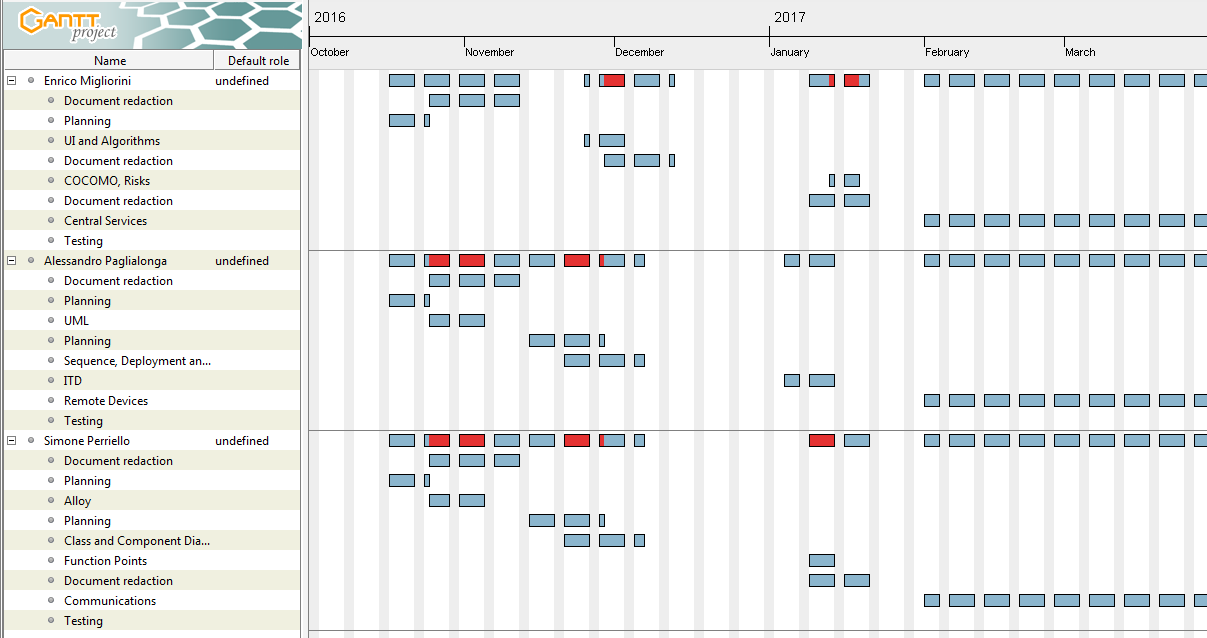 GANTT
project
2016
2017
October
November
December
January
February
March
Name
Default role
Enrico Migliorini
undefined
Document redaction
Planning
UI and Algorithms
Document redaction
COCOMO, Risks
Document redaction
Central Services
Testing
Alessandro Paglialonga
undefined
Document redaction
Planning
UML
Planning
Sequence, Deployment an...
ITD
Remote Devices
Testing
Simone Perriello
undefined
Document redaction
Planning
Alloy
Planning
Class and Component Dia...
Function Points
Document redaction
Communications
Testing